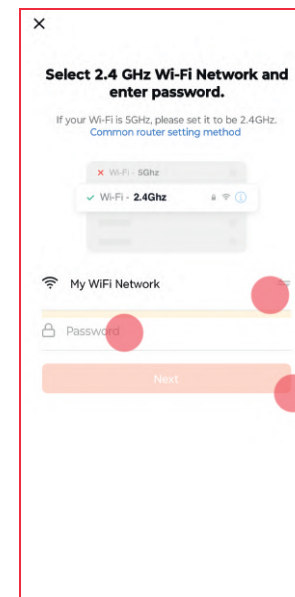 Select 2.4 GHz Wi-Fi Network and
enter password.
If your Wi-Fi is 5GHz, please set it to be 2.4GHz.
Common router setting method
Wi-Fi - 5Ghz
Wi-Fi - 2.4Ghz
My WiFi Network
Password
Next